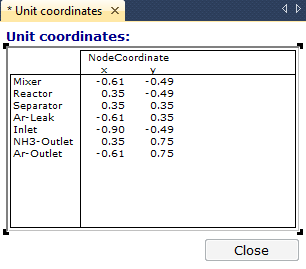 * Unit coordinates
Unit coordinates:
NodeCoordinate
x y
Mixer -0.61 -0.49
Reactor 0.35 -0.49
Separator 0.35 0.35
Ar-Leak -0.61 0.35
Inlet -0.90 -0.49
NH3-Outlet 0.35 0.75
Ar-Outlet -0.61 0.75
Close